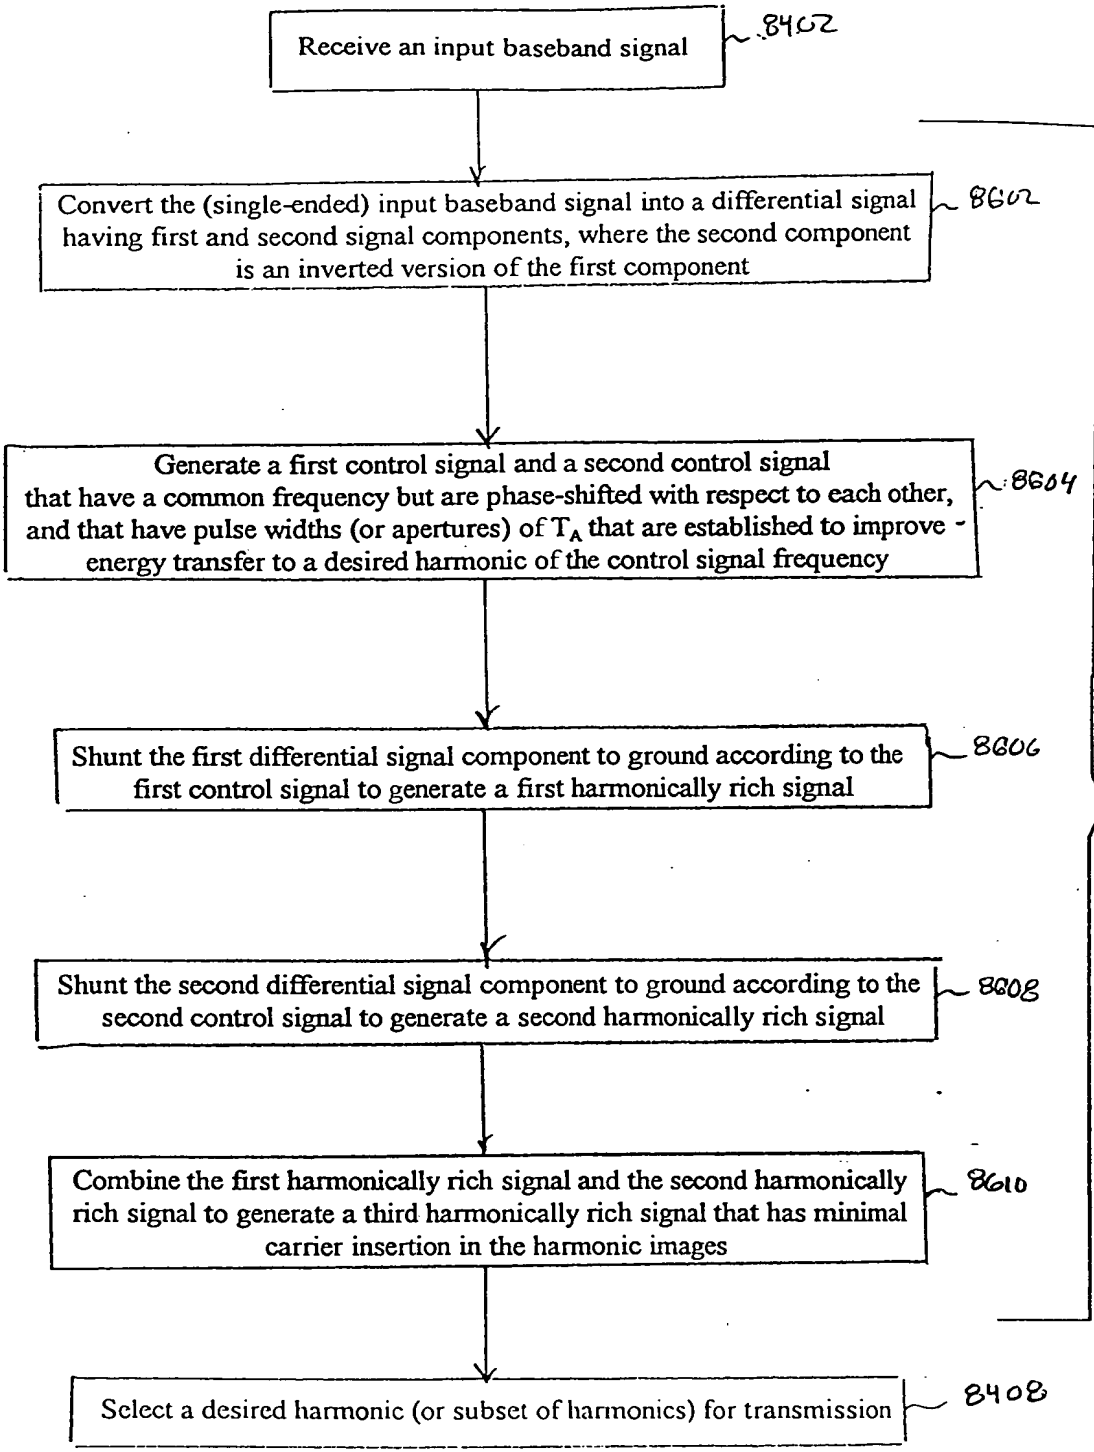 Receive an input baseband signal
8402
Convert the (single-ended) input baseband signal into a differential signal
having first and second signal components, where the second component
is an inverted version of the first component
8602
Generate a first control signal and a second control signal
that have a common frequency but are phase-shifted with respect to each other,
and that have pulse widths (or apertures) of T_A that are established to improve
energy transfer to a desired harmonic of the control signal frequency
8604
Shunt the first differential signal component to ground according to the
first control signal to generate a first harmonically rich signal
8606
Shunt the second differential signal component to ground according to the
second control signal to generate a second harmonically rich signal
8608
Combine the first harmonically rich signal and the second harmonically
rich signal to generate a third harmonically rich signal that has minimal
carrier insertion in the harmonic images
8610
Select a desired harmonic (or subset of harmonics) for transmission
8408